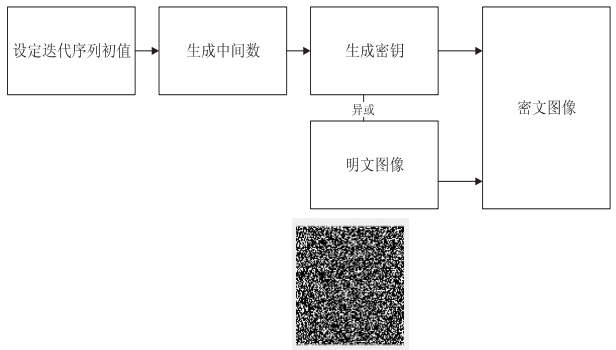 设定迭代序列初值
生成中间数
生成密钥
异或
明文图像
密文图像